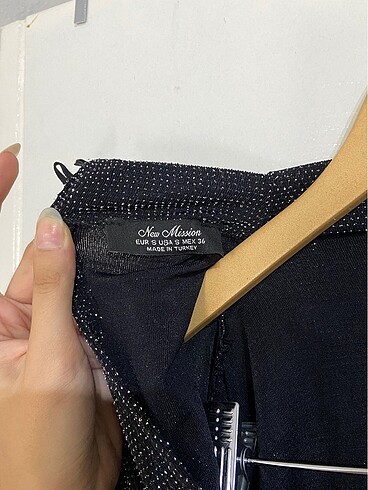 New Mission
EUR S USA S MEX 36
MADE IN TURKEY